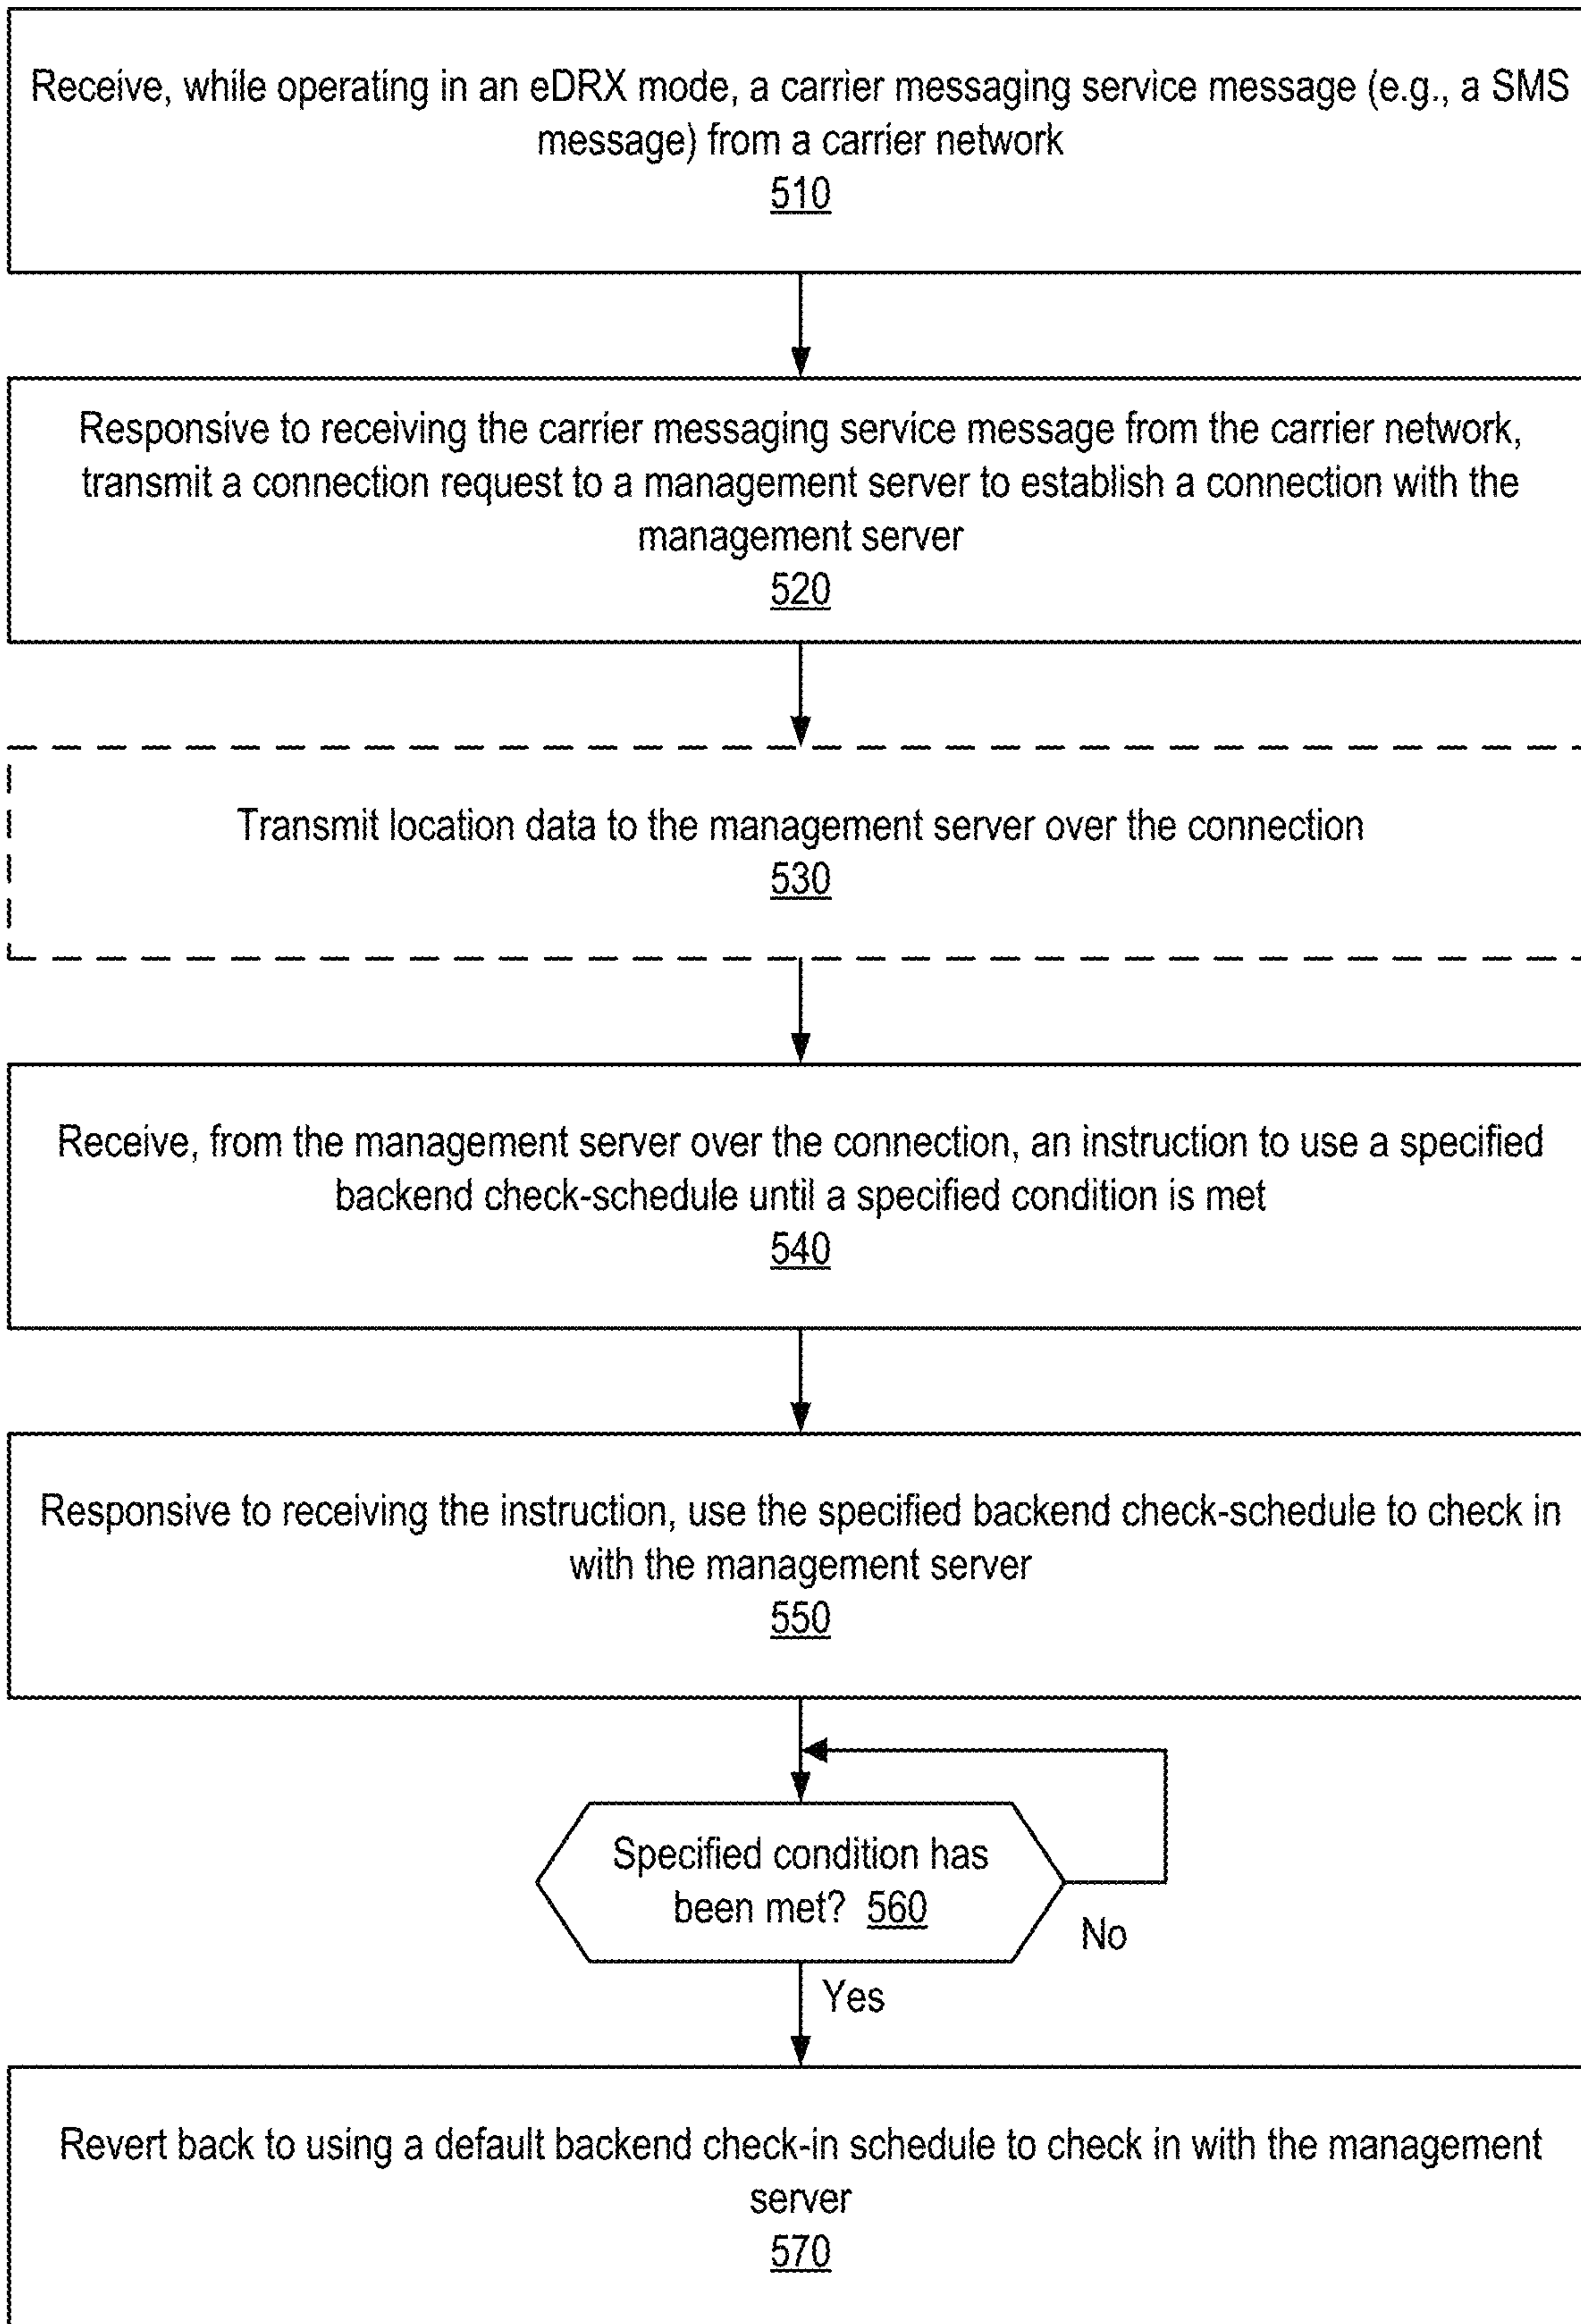 Receive, while operating in an eDRX mode, a carrier messaging service message (e.g., a SMS
message) from a carrier network
510
Responsive to receiving the carrier messaging service message from the carrier network,
transmit a connection request to a management server to establish a connection with the
management server
520
Transmit location data to the management server over the connection
530
Receive, from the management server over the connection, an instruction to use a specified
backend check-schedule until a specified condition is met
540
Responsive to receiving the instruction, use the specified backend check-schedule to check in
with the management server
550
Specified condition has
been met? 560
No
Yes
Revert back to using a default backend check-in schedule to check in with the management
server
570